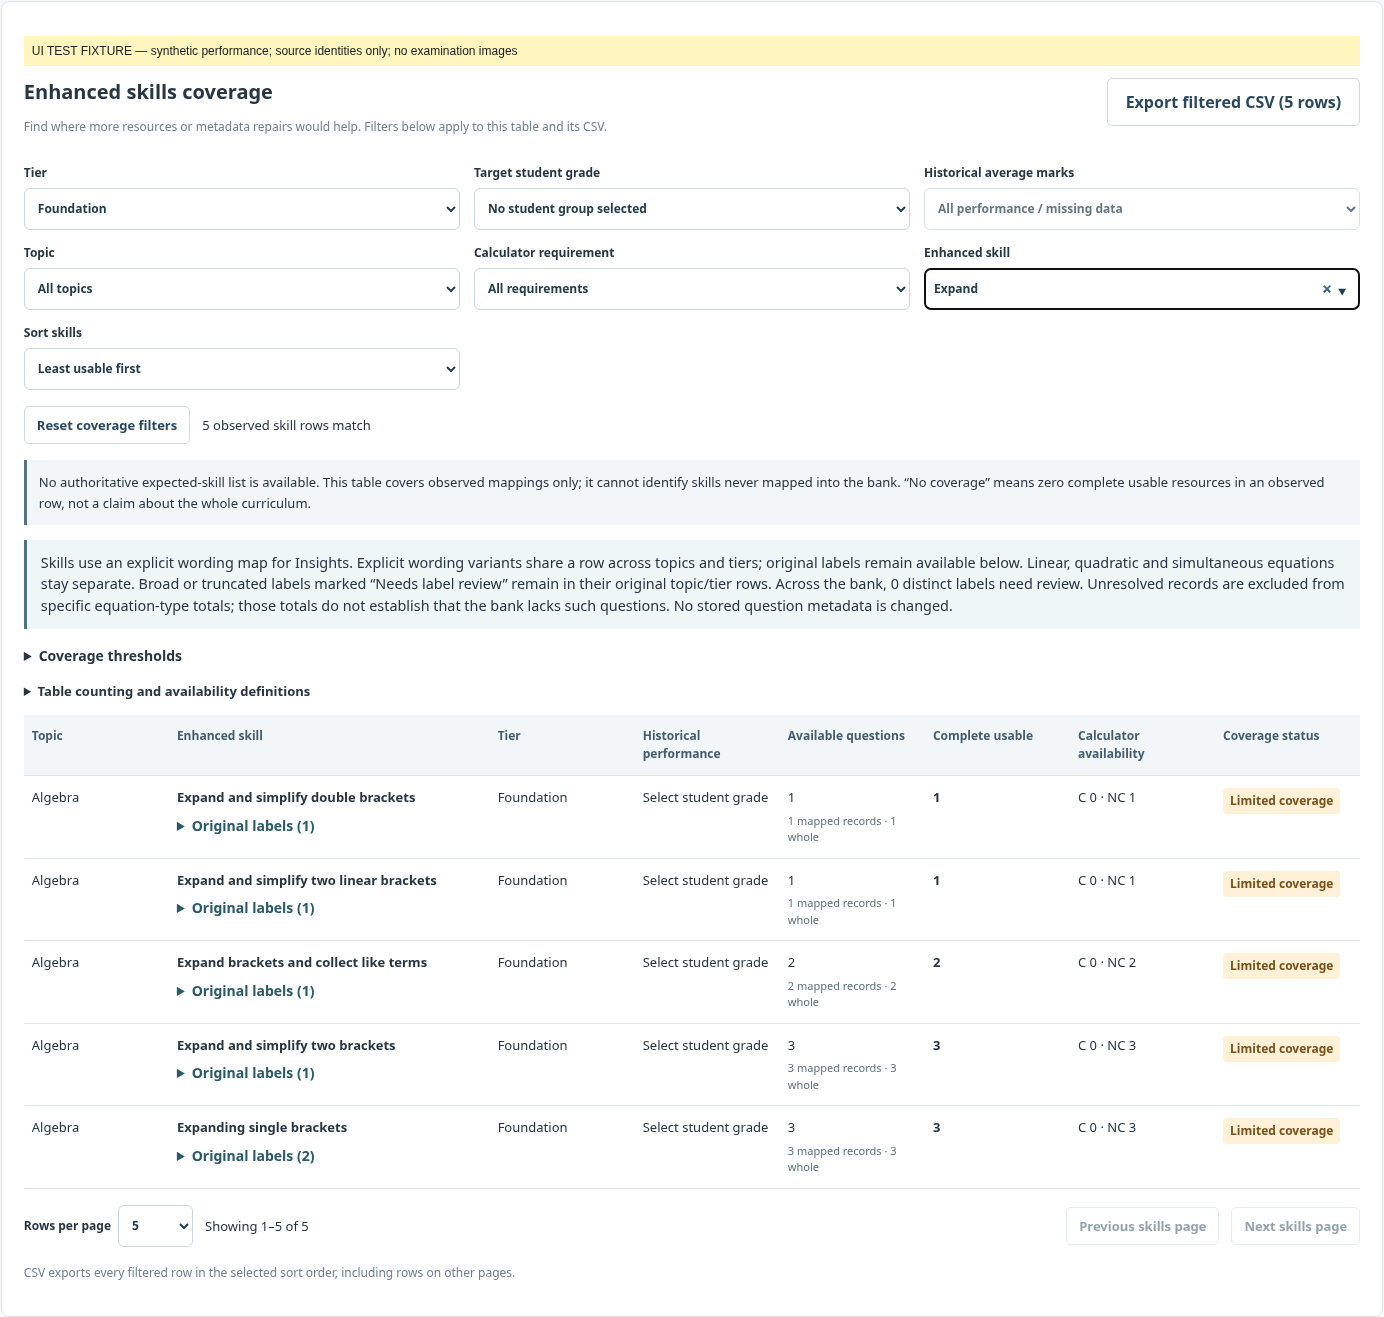 UI TEST FIXTURE — synthetic performance; source identities only; no examination images
Enhanced skills coverage
Export filtered CSV (5 rows)
Find where more resources or metadata repairs would help. Filters below apply to this table and its CSV.
Tier
Target student grade
Historical average marks
Foundation
No student group selected
All performance / missing data
Topic
Calculator requirement
Enhanced skill
All topics
All requirements
Expand
Sort skills
Least usable first
Reset coverage filters
5 observed skill rows match
No authoritative expected-skill list is available. This table covers observed mappings only; it cannot identify skills never mapped into the bank. “No coverage” means zero complete usable resources in an observed
row, not a claim about the whole curriculum.
Skills use an explicit wording map for Insights. Explicit wording variants share a row across topics and tiers; original labels remain available below. Linear, quadratic and simultaneous equations
stay separate. Broad or truncated labels marked “Needs label review” remain in their original topic/tier rows. Across the bank, 0 distinct labels need review. Unresolved records are excluded from
specific equation-type totals; those totals do not establish that the bank lacks such questions. No stored question metadata is changed.
Coverage thresholds
Table counting and availability definitions
Topic
Enhanced skill
Tier
Historical
performance
Available questions
Complete usable
Calculator
availability
Coverage status
Algebra
Expand and simplify double brackets
Original labels (1)
Foundation
Select student grade
1
1 mapped records · 1
whole
1
C 0 · NC 1
Limited coverage
Algebra
Expand and simplify two linear brackets
Original labels (1)
Foundation
Select student grade
1
1 mapped records · 1
whole
1
C 0 · NC 1
Limited coverage
Algebra
Expand brackets and collect like terms
Original labels (1)
Foundation
Select student grade
2
2 mapped records · 2
whole
2
C 0 · NC 2
Limited coverage
Algebra
Expand and simplify two brackets
Original labels (1)
Foundation
Select student grade
3
3 mapped records · 3
whole
3
C 0 · NC 3
Limited coverage
Algebra
Expanding single brackets
Original labels (2)
Foundation
Select student grade
3
3 mapped records · 3
whole
3
C 0 · NC 3
Limited coverage
Rows per page
5
Showing 1–5 of 5
Previous skills page
Next skills page
CSV exports every filtered row in the selected sort order, including rows on other pages.